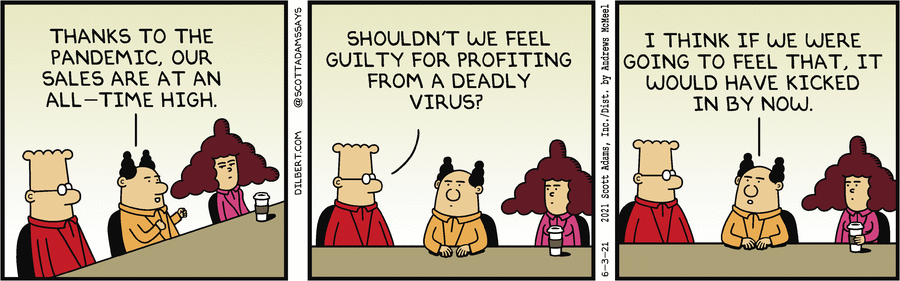 THANKS TO THE
PANDEMIC, OUR
SALES ARE AT AN
ALL-TIME HIGH.
DILBERT.COM @SCOTTADAMSSAYS
SHOULDN'T WE FEEL
GUILTY FOR PROFITING
FROM A DEADLY
VIRUS?
6-3-21 2021 Scott Adams, Inc./Dist. by Andrews McMeel
I THINK IF WE WERE
GOING TO FEEL THAT, IT
WOULD HAVE KICKED
IN BY NOW.